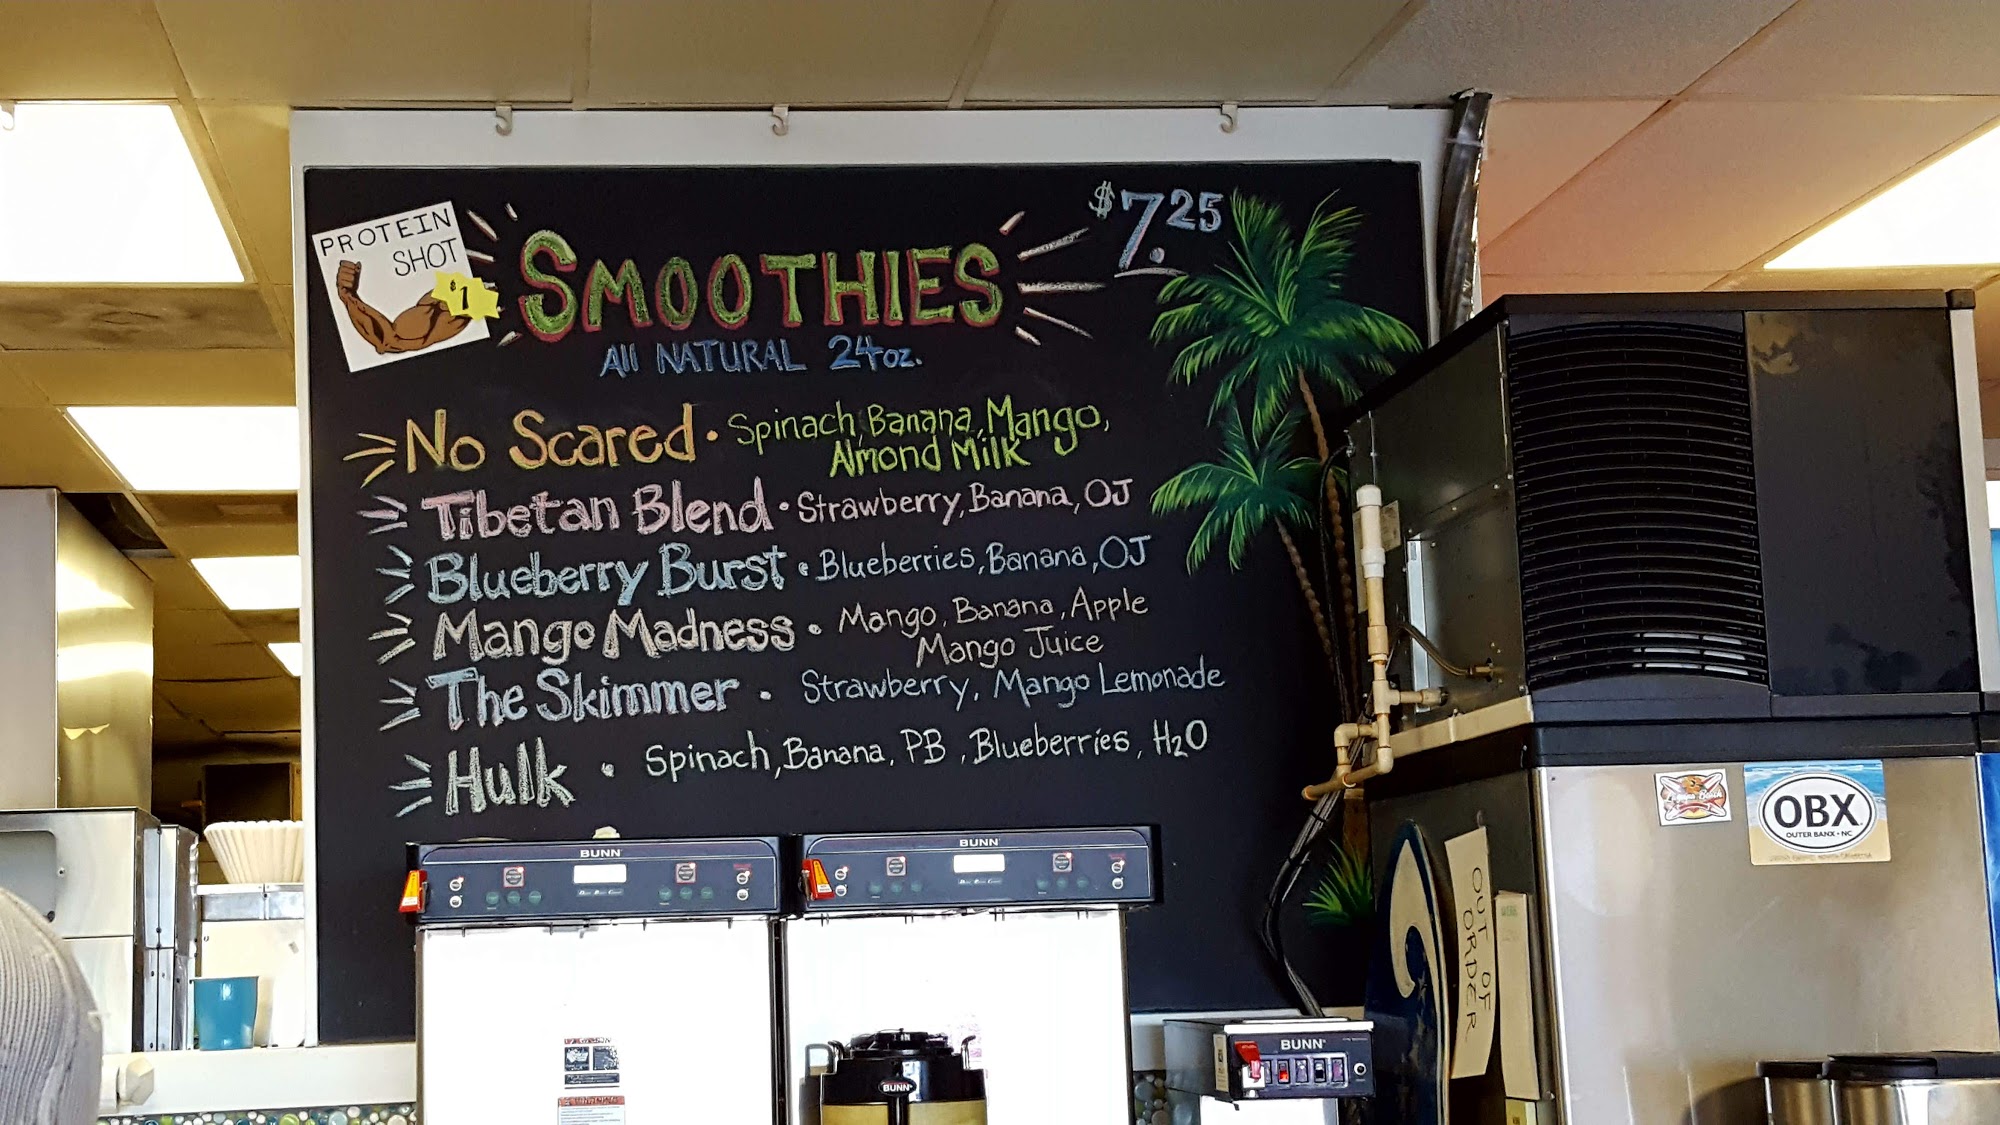 PROTEIN
SHOT
$1
SMOOTHIES
$7.25
All NATURAL 24oz.
No Scared • Spinach, Banana, Mango,
Almond Milk
Tibetan Blend • Strawberry, Banana, OJ
Blueberry Burst • Blueberries, Banana, OJ
Mango Madness • Mango, Banana, Apple
Mango Juice
The Skimmer • Strawberry, Mango Lemonade
Hulk • Spinach, Banana, PB, Blueberries, H2O
BUNN
BUNN
OBX
OUTER BANX • NC
OUT OF
ORDER
BUNN
BUNN